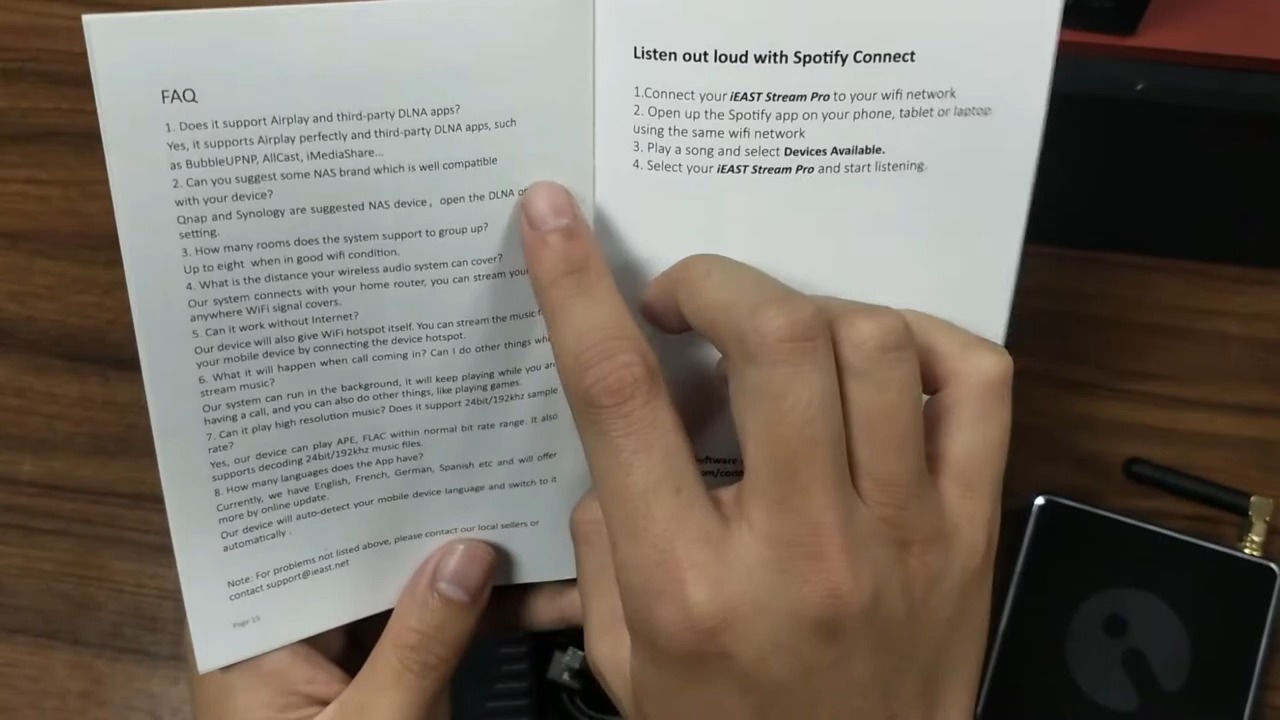 FAQ
1. Does it support Airplay and third-party DLNA apps?
Yes, it supports Airplay perfectly and third-party DLNA apps, such
as BubbleUPNP, AllCast, iMediaShare...
2. Can you suggest some NAS brand which is well compatible
with your device?
Qnap and Synology are suggested NAS device，open the DLNA
setting.
3. How many rooms does the system support to group up?
Up to eight when in good wifi condition.
4. What is the distance your wireless audio system can cover?
Our system connects with your home router, you can stream your
anywhere WiFi signal covers.
5. Can it work without Internet?
Our device will also give WiFi hotspot itself. You can stream the music
your mobile device by connecting the device hotspot.
6. What it will happen when call coming in? Can I do other things
stream music?
Our system can run in the background, it will keep playing while you
having a call, and you can also do other things, like playing games.
7. Can it play high resolution music? Does it support 24bit/192khz sample
rate?
Yes, our device can play APE, FLAC within normal bit rate range. It also
supports decoding 24bit/192khz music files.
8. How many languages does the App have?
Currently, we have English, French, German, Spanish etc and will offer
more by online update.
Our device will auto-detect your mobile device language and switch to it
automatically .
Note: For problems not listed above, please contact our local sellers or
contact support@ieast.net
Page 15
Listen out loud with Spotify Connect
1.Connect your iEAST Stream Pro to your wifi network
2. Open up the Spotify app on your phone, tablet or laptop
using the same wifi network
3. Play a song and select Devices Available.
4. Select your iEAST Stream Pro and start listening.